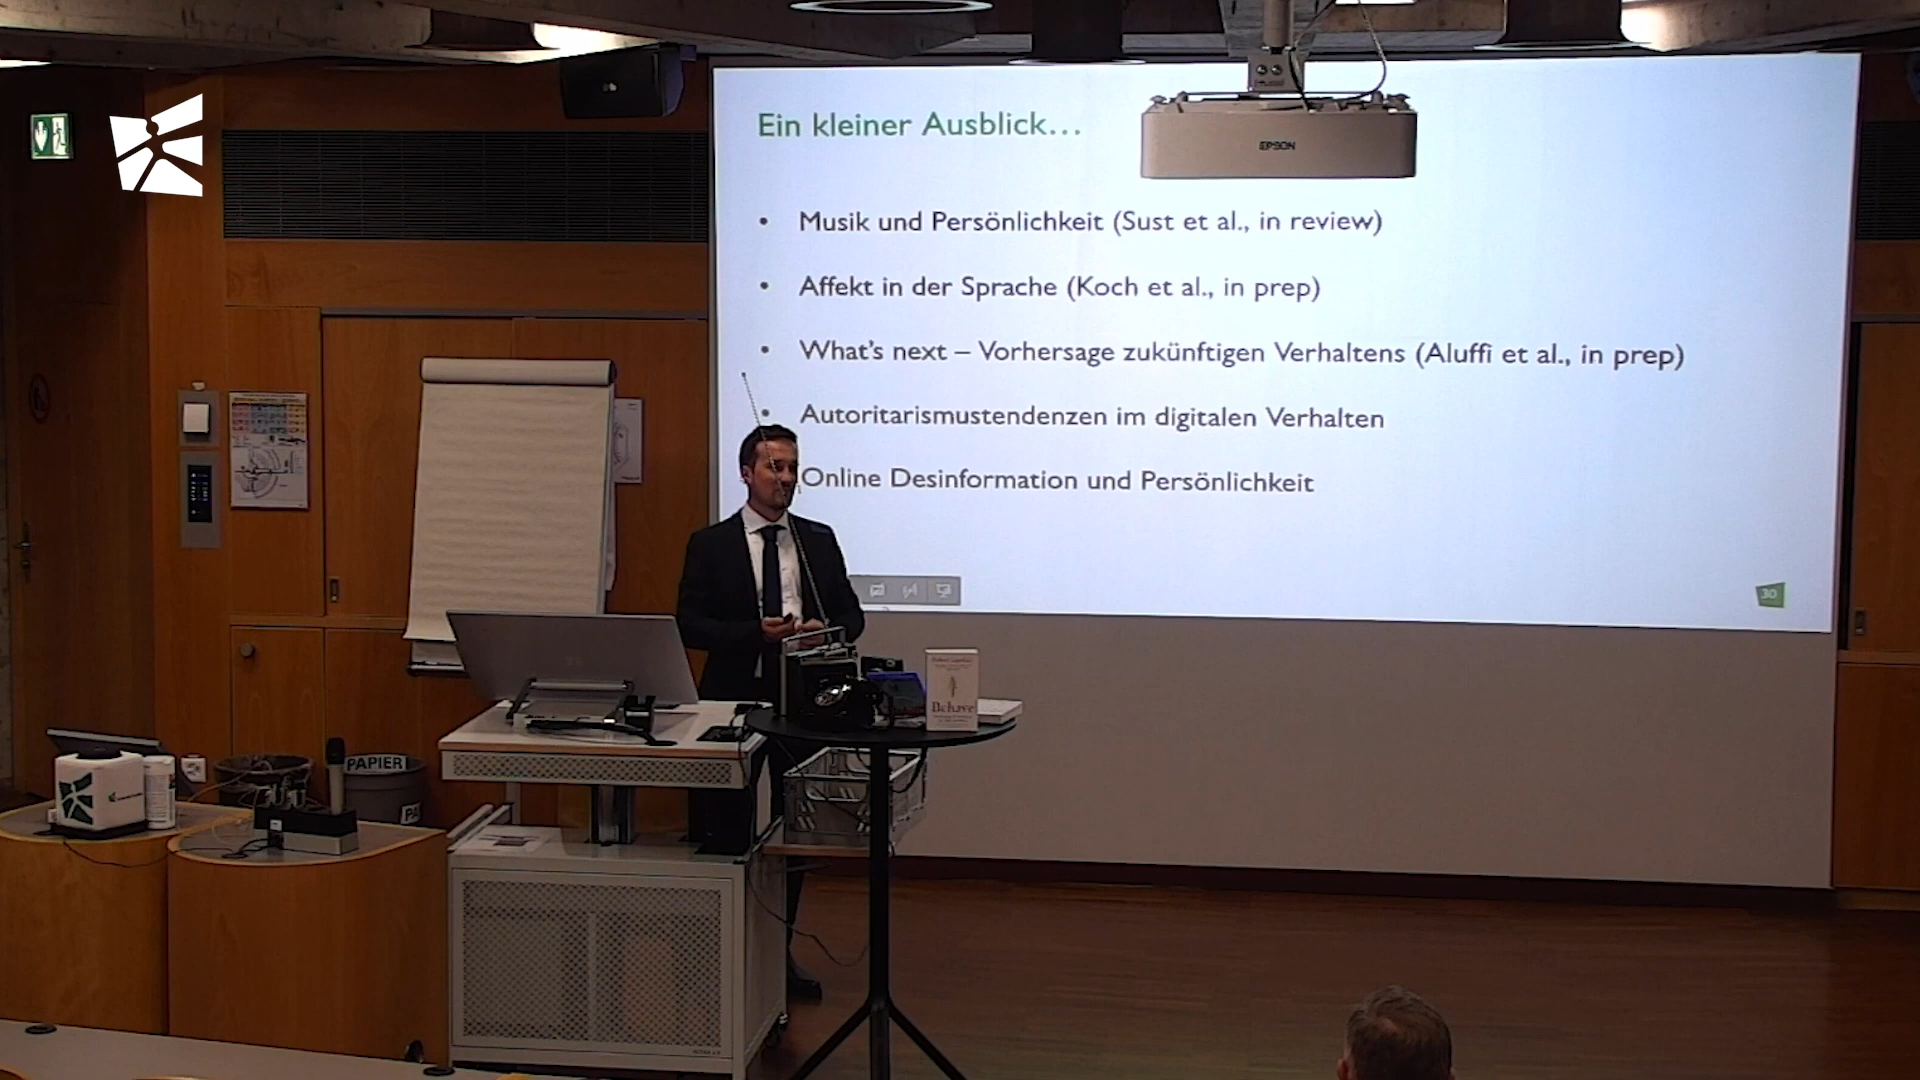 Ein kleiner Ausblick...
EPSON
• Musik und Persönlichkeit (Sust et al., in review)
• Affekt in der Sprache (Koch et al., in prep)
• What's next – Vorhersage zukünftigen Verhaltens (Aluffi et al., in prep)
• Autoritarismustendenzen im digitalen Verhalten
Online Desinformation und Persönlichkeit
30
Behave
PAPIER
PA